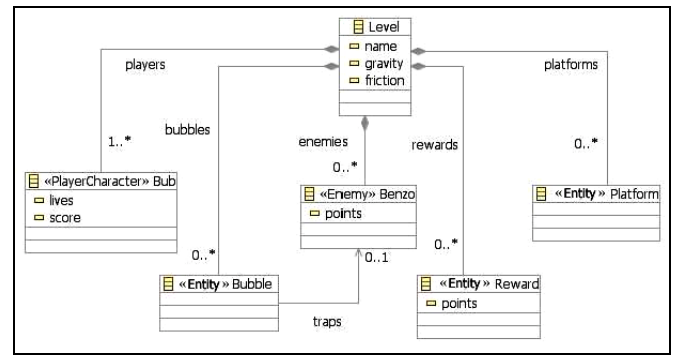 Level
name
gravity
friction
players
bubbles
enemies
rewards
platforms
1..*
0..*
0..*
0..*
0..*
«PlayerCharacter» Bub
lives
score
«Enemy» Benzo
points
«Entity» Platform
0..1
«Entity» Bubble
traps
«Entity» Reward
points